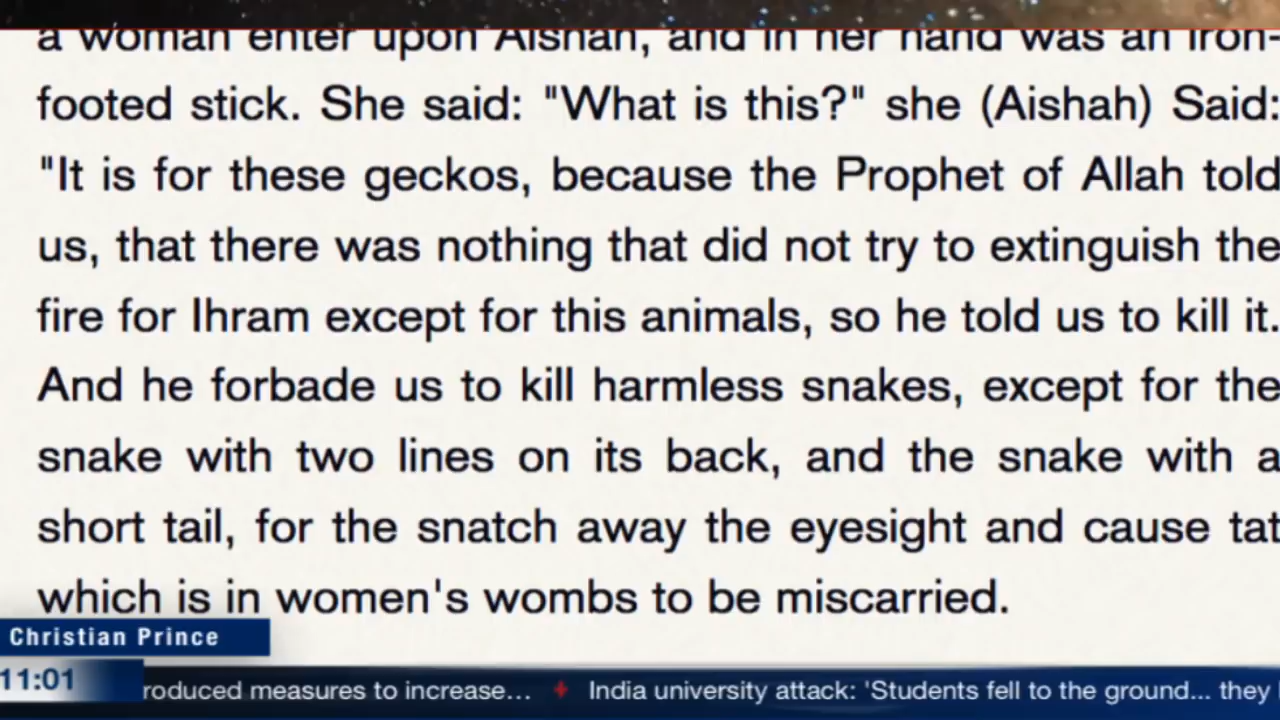 a woman enter upon Aishah, and in her hand was an iron-
footed stick. She said: "What is this?" she (Aishah) Said:
"It is for these geckos, because the Prophet of Allah told
us, that there was nothing that did not try to extinguish the
fire for Ihram except for this animals, so he told us to kill it.
And he forbade us to kill harmless snakes, except for the
snake with two lines on its back, and the snake with a
short tail, for the snatch away the eyesight and cause tat
which is in women's wombs to be miscarried.
Christian Prince
11:01
roduced measures to increase... India university attack: 'Students fell to the ground... they